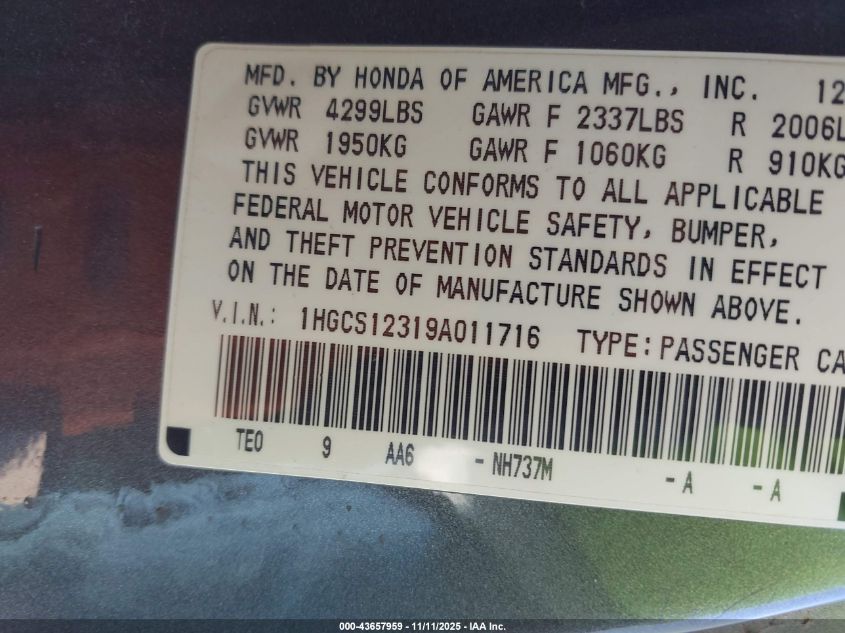 MFD. BY HONDA OF AMERICA MFG., INC. 12
GVWR 4299LBS GAWR F 2337LBS R 2006L
GVWR 1950KG GAWR F 1060KG R 910KG
THIS VEHICLE CONFORMS TO ALL APPLICABLE
FEDERAL MOTOR VEHICLE SAFETY, BUMPER,
AND THEFT PREVENTION STANDARDS IN EFFECT
ON THE DATE OF MANUFACTURE SHOWN ABOVE.
V.I.N.: 1HGCS12319A011716 TYPE: PASSENGER CA
TE0 9 AA6 - NH737M - A - A
000-43657959 - 11/11/2025 - IAA Inc.